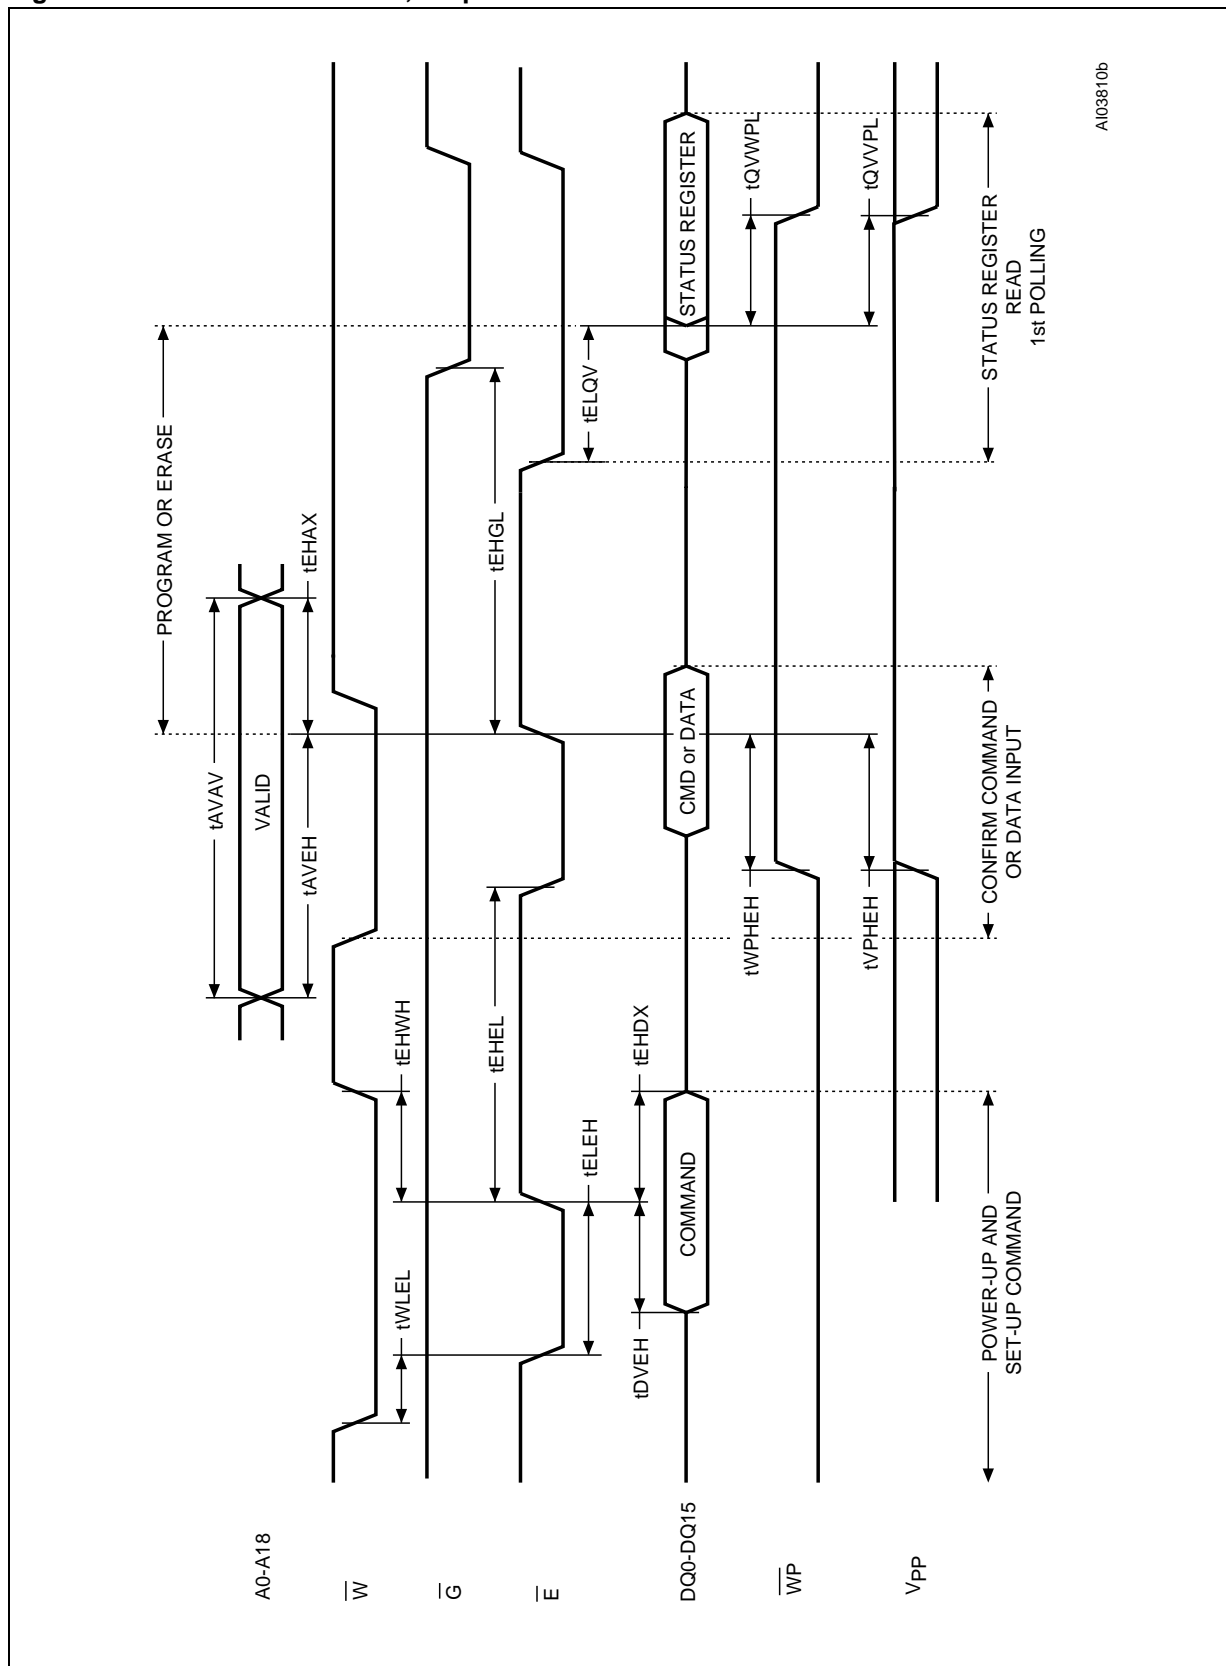 A0-A18
W
G
E
DQ0-DQ15
WP
VPP
tAVAV
VALID
tAVEH
tEHAX
PROGRAM OR ERASE
tWLEL
tEHWH
tEHEL
tEHGL
tELEH
tELQV
tDVEH
tEHDX
COMMAND
CMD or DATA
STATUS REGISTER
tWPHEH
tQVWPL
tVPHEH
tQVVPL
POWER-UP AND
SET-UP COMMAND
CONFIRM COMMAND
OR DATA INPUT
STATUS REGISTER
READ
1st POLLING
AI03810b